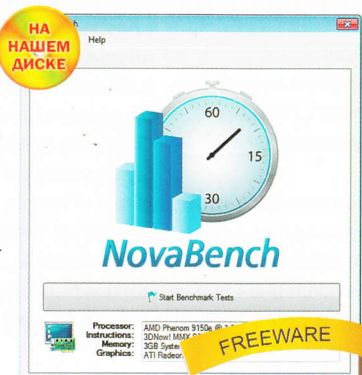 НА
НАШЕМ
ДИСКЕ
Help
60
15
30
NovaBench
Start Benchmark Tests
Processor: AMD Phenom 9150e @
Instructions: 3DNow! MMX
Memory: 3GB
Graphics: ATI
FREEWARE